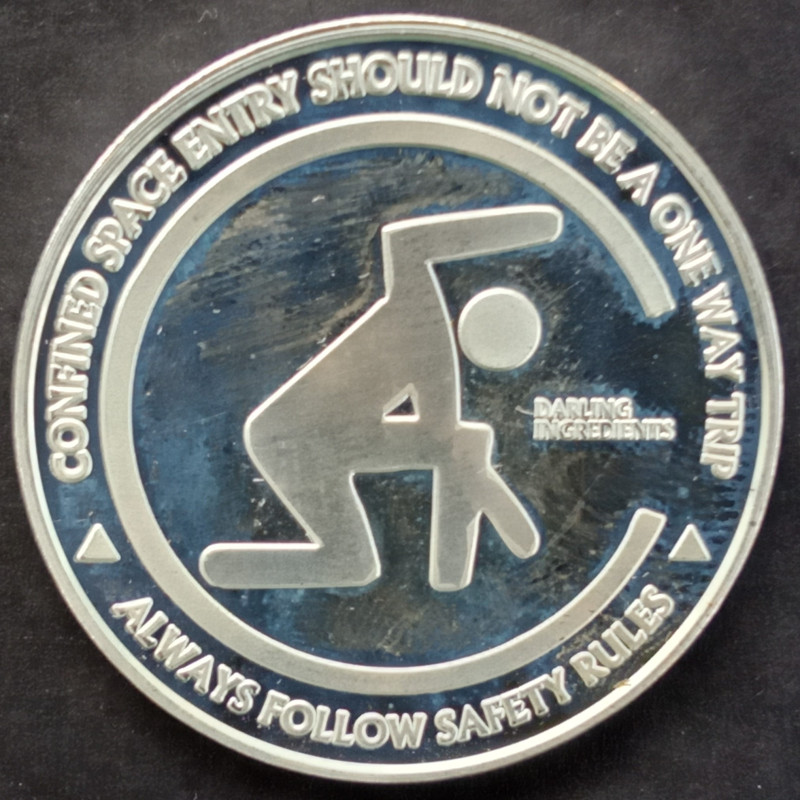 CONFINED SPACE ENTRY SHOULD NOT BE A ONE WAY TRIP
DARLING
INGREDIENTS
ALWAYS FOLLOW SAFETY RULES